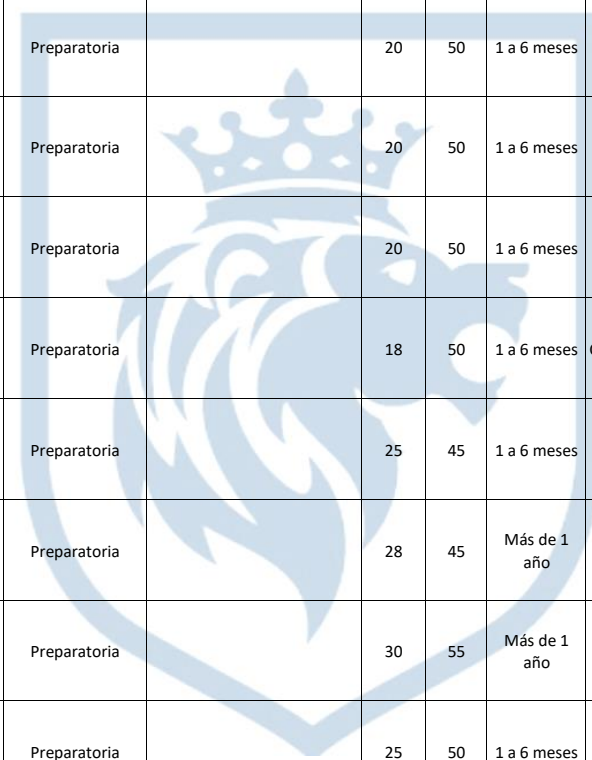 Preparatoria 20 50 1 a 6 meses
Preparatoria 20 50 1 a 6 meses
Preparatoria 20 50 1 a 6 meses
Preparatoria 18 50 1 a 6 meses
Preparatoria 25 45 1 a 6 meses
Preparatoria 28 45 Más de 1
año
Preparatoria 30 55 Más de 1
año
Preparatoria 25 50 1 a 6 meses